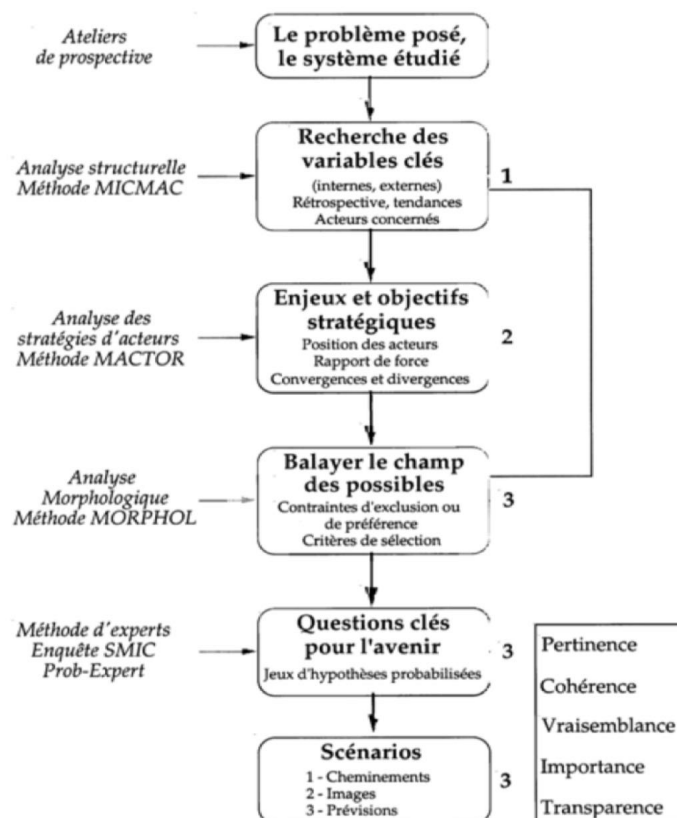 Ateliers
de prospective
Le problème posé,
le système étudié
Analyse structurelle
Méthode MICMAC
Recherche des
variables clés
(internes, externes)
Rétrospective, tendances
Acteurs concernés
1
Analyse des
stratégies d'acteurs
Méthode MACTOR
Enjeux et objectifs
stratégiques
Position des acteurs
Rapport de force
Convergences et divergences
2
Analyse
Morphologique
Méthode MORPHOL
Balayer le champ
des possibles
Contraintes d'exclusion ou
de préférence
Critères de sélection
3
Méthode d'experts
Enquête SMIC
Prob-Expert
Questions clés
pour l'avenir
Jeux d'hypothèses probabilisées
3
Scénarios
1 - Cheminements
2 - Images
3 - Prévisions
3
Pertinence
Cohérence
Vraisemblance
Importance
Transparence